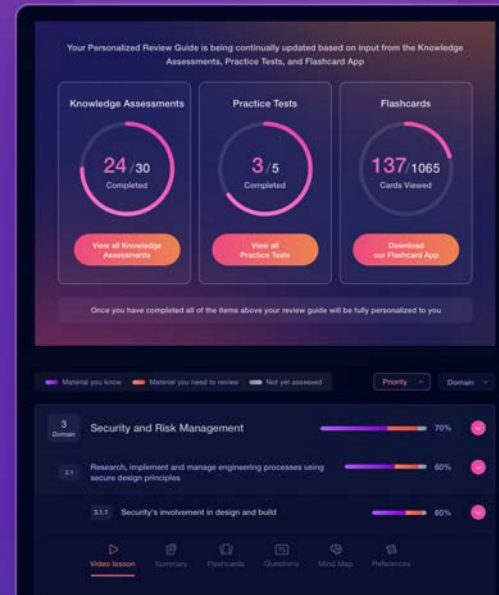 Your Personalized Review Guide is being continually updated based on input from the Knowledge
Assessments, Practice Tests, and Flashcard App
Knowledge Assessments
24/30
Completed
View all Knowledge
Assessments
Practice Tests
3/5
Completed
View all
Practice Tests
Flashcards
137/1065
Cards Viewed
Download
our Flashcard App
Once you have completed all of the items above your review guide will be fully personalized to you
Material you know
Material you need to review
Not yet assessed
Priority
Domain
3
Domain
Security and Risk Management
70%
3.1
Research, implement and manage engineering processes using
secure design principles
60%
3.1.1
Security's involvement in design and build
60%
Video lesson
Summary
Flashcards
Questions
Mind Map
References